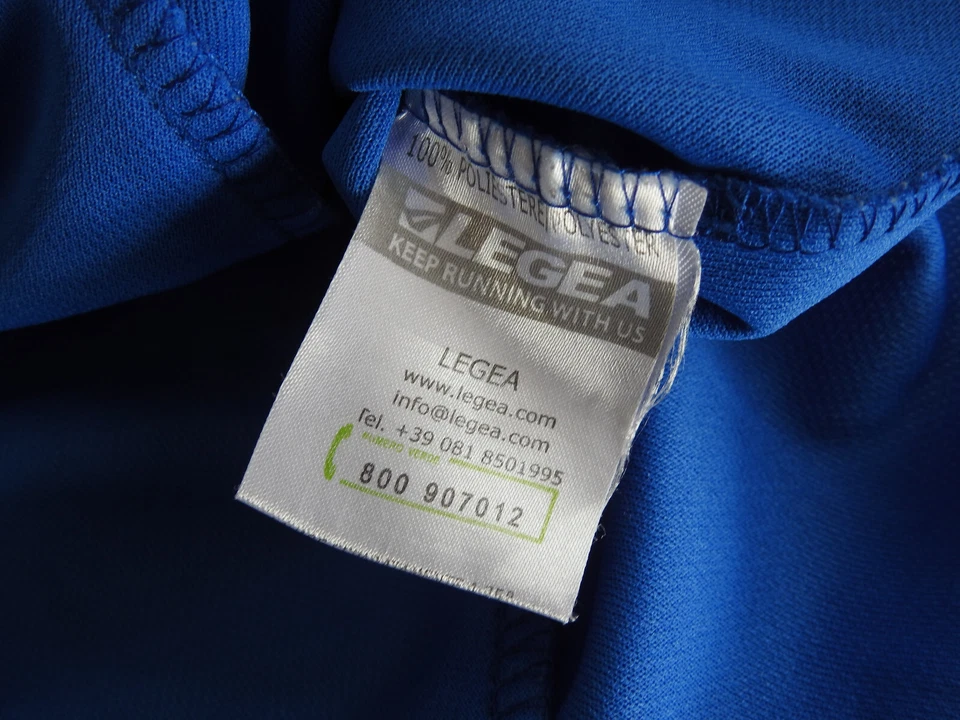 100% POLIESTERE/POLYESTER
LEGEA
KEEP RUNNING WITH US
LEGEA
www.legea.com
info@legea.com
Tel. +39 081 8501995
NUMERO VERDE
800 907012